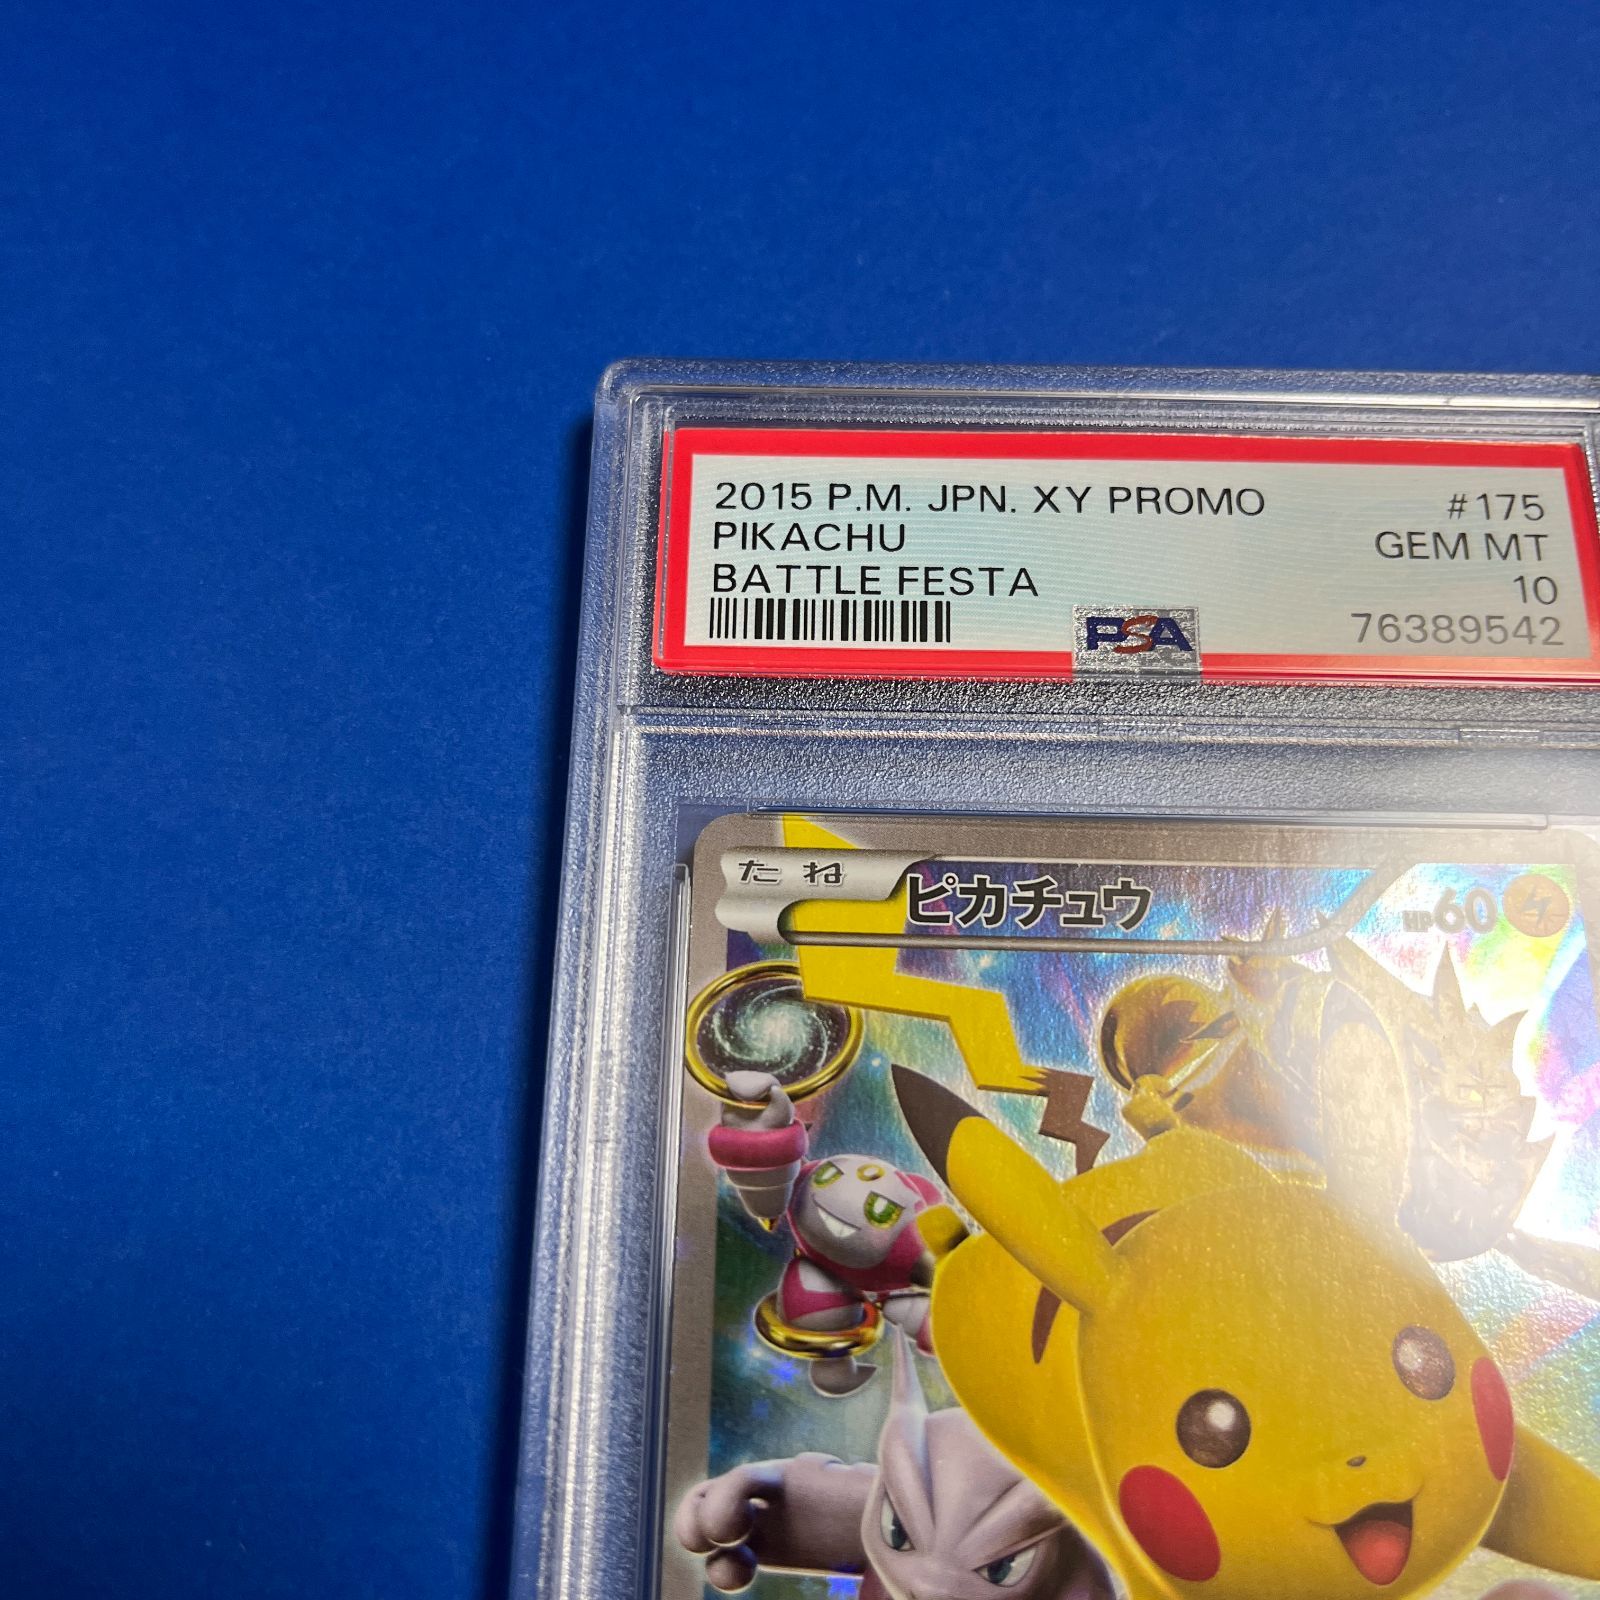 2015 P.M. JPN. XY PROMO #175
PIKACHU GEM MT
BATTLE FESTA 10
PSA 76389542
たね ピカチュウ HP60